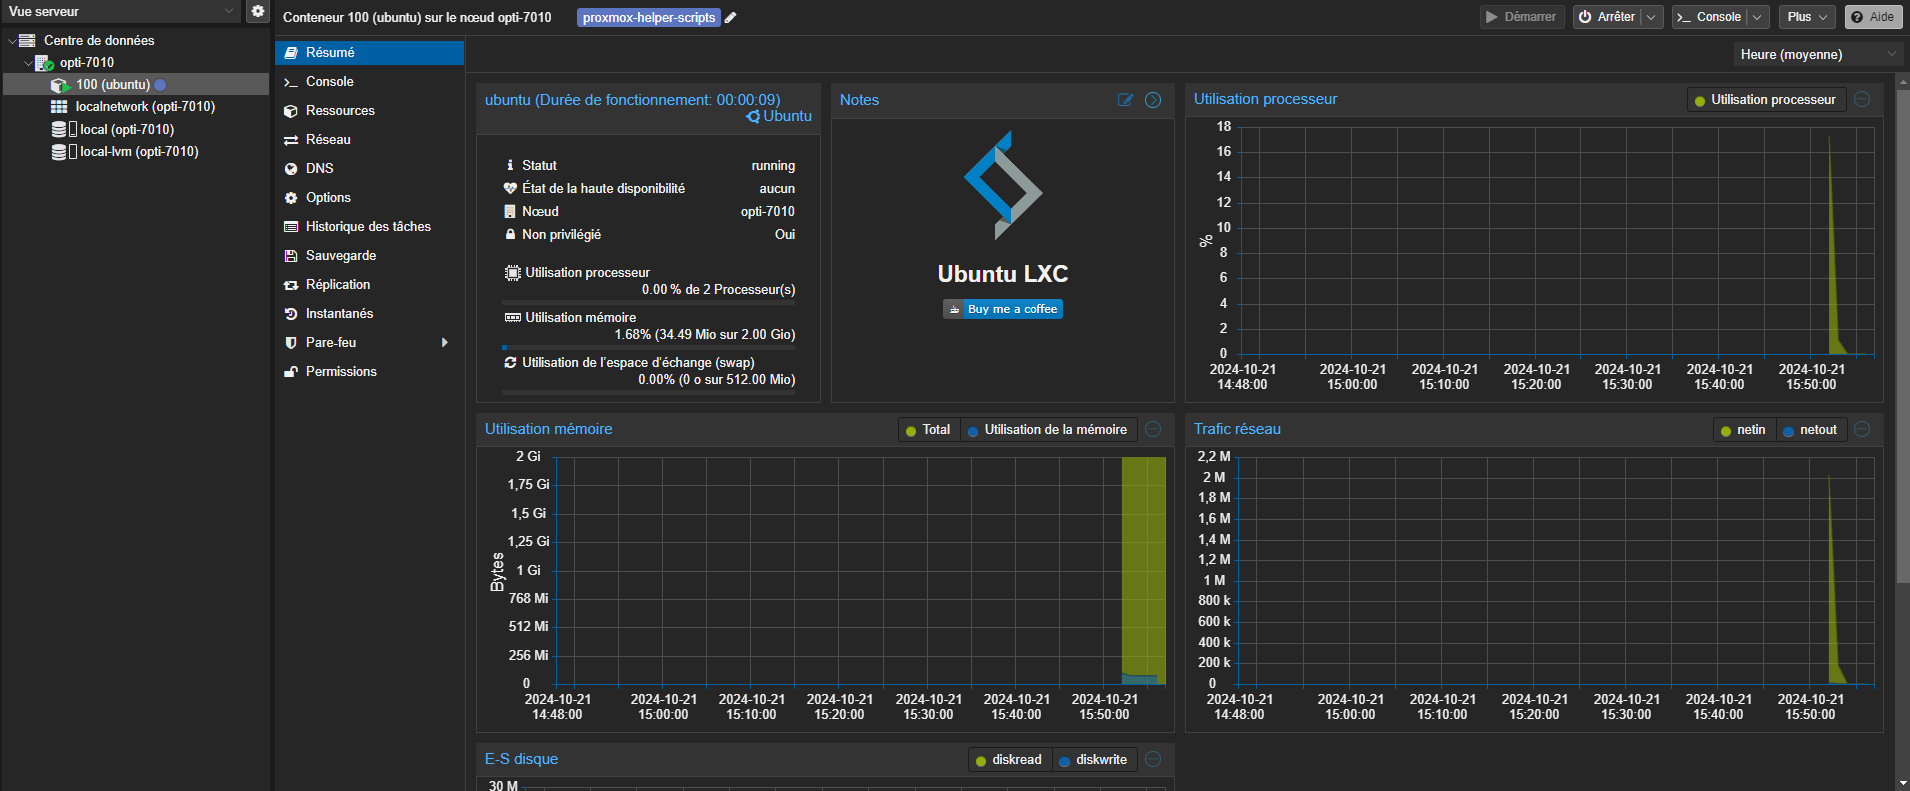 Vue serveur
Centre de données
opti-7010
100 (ubuntu)
localnetwork (opti-7010)
local (opti-7010)
local-lvm (opti-7010)
Conteneur 100 (ubuntu) sur le nœud opti-7010
proxmox-helper-scripts
Démarrer
Arrêter
Console
Plus
Aide
Résumé
Console
Ressources
Réseau
DNS
Options
Historique des tâches
Sauvegarde
Réplication
Instantanés
Pare-feu
Permissions
Heure (moyenne)
ubuntu (Durée de fonctionnement: 00:00:09)
Ubuntu
Statut running
État de la haute disponibilité aucun
Nœud opti-7010
Non privilégié Oui
Utilisation processeur
0.00 % de 2 Processeur(s)
Utilisation mémoire
1.68% (34.49 Mio sur 2.00 Gio)
Utilisation de l’espace d’échange (swap)
0.00% (0 o sur 512.00 Mio)
Notes
Ubuntu LXC
Buy me a coffee
Utilisation processeur
Utilisation processeur
18
16
14
12
10
8
6
4
2
0
%
2024-10-21 2024-10-21 2024-10-21 2024-10-21 2024-10-21 2024-10-21 2024-10-21
14:48:00 15:00:00 15:10:00 15:20:00 15:30:00 15:40:00 15:50:00
Utilisation mémoire
Total
Utilisation de la mémoire
2 Gi
1,75 Gi
1,5 Gi
1,25 Gi
1 Gi
768 Mi
512 Mi
256 Mi
0
Bytes
2024-10-21 2024-10-21 2024-10-21 2024-10-21 2024-10-21 2024-10-21 2024-10-21
14:48:00 15:00:00 15:10:00 15:20:00 15:30:00 15:40:00 15:50:00
Trafic réseau
netin
netout
2,2 M
2 M
1,8 M
1,6 M
1,4 M
1,2 M
1 M
800 k
600 k
400 k
200 k
0
2024-10-21 2024-10-21 2024-10-21 2024-10-21 2024-10-21 2024-10-21 2024-10-21
14:48:00 15:00:00 15:10:00 15:20:00 15:30:00 15:40:00 15:50:00
E-S disque
diskread
diskwrite
30 M